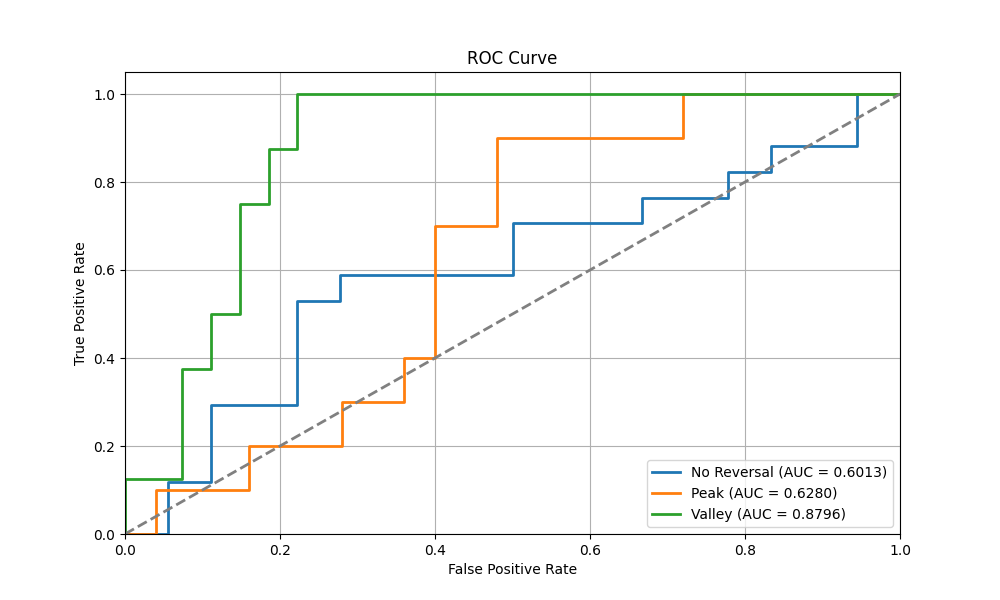 ROC Curve
True Positive Rate
1.0
0.8
0.6
0.4
0.2
0.0
0.0 0.2 0.4 0.6 0.8 1.0
False Positive Rate
No Reversal (AUC = 0.6013)
Peak (AUC = 0.6280)
Valley (AUC = 0.8796)